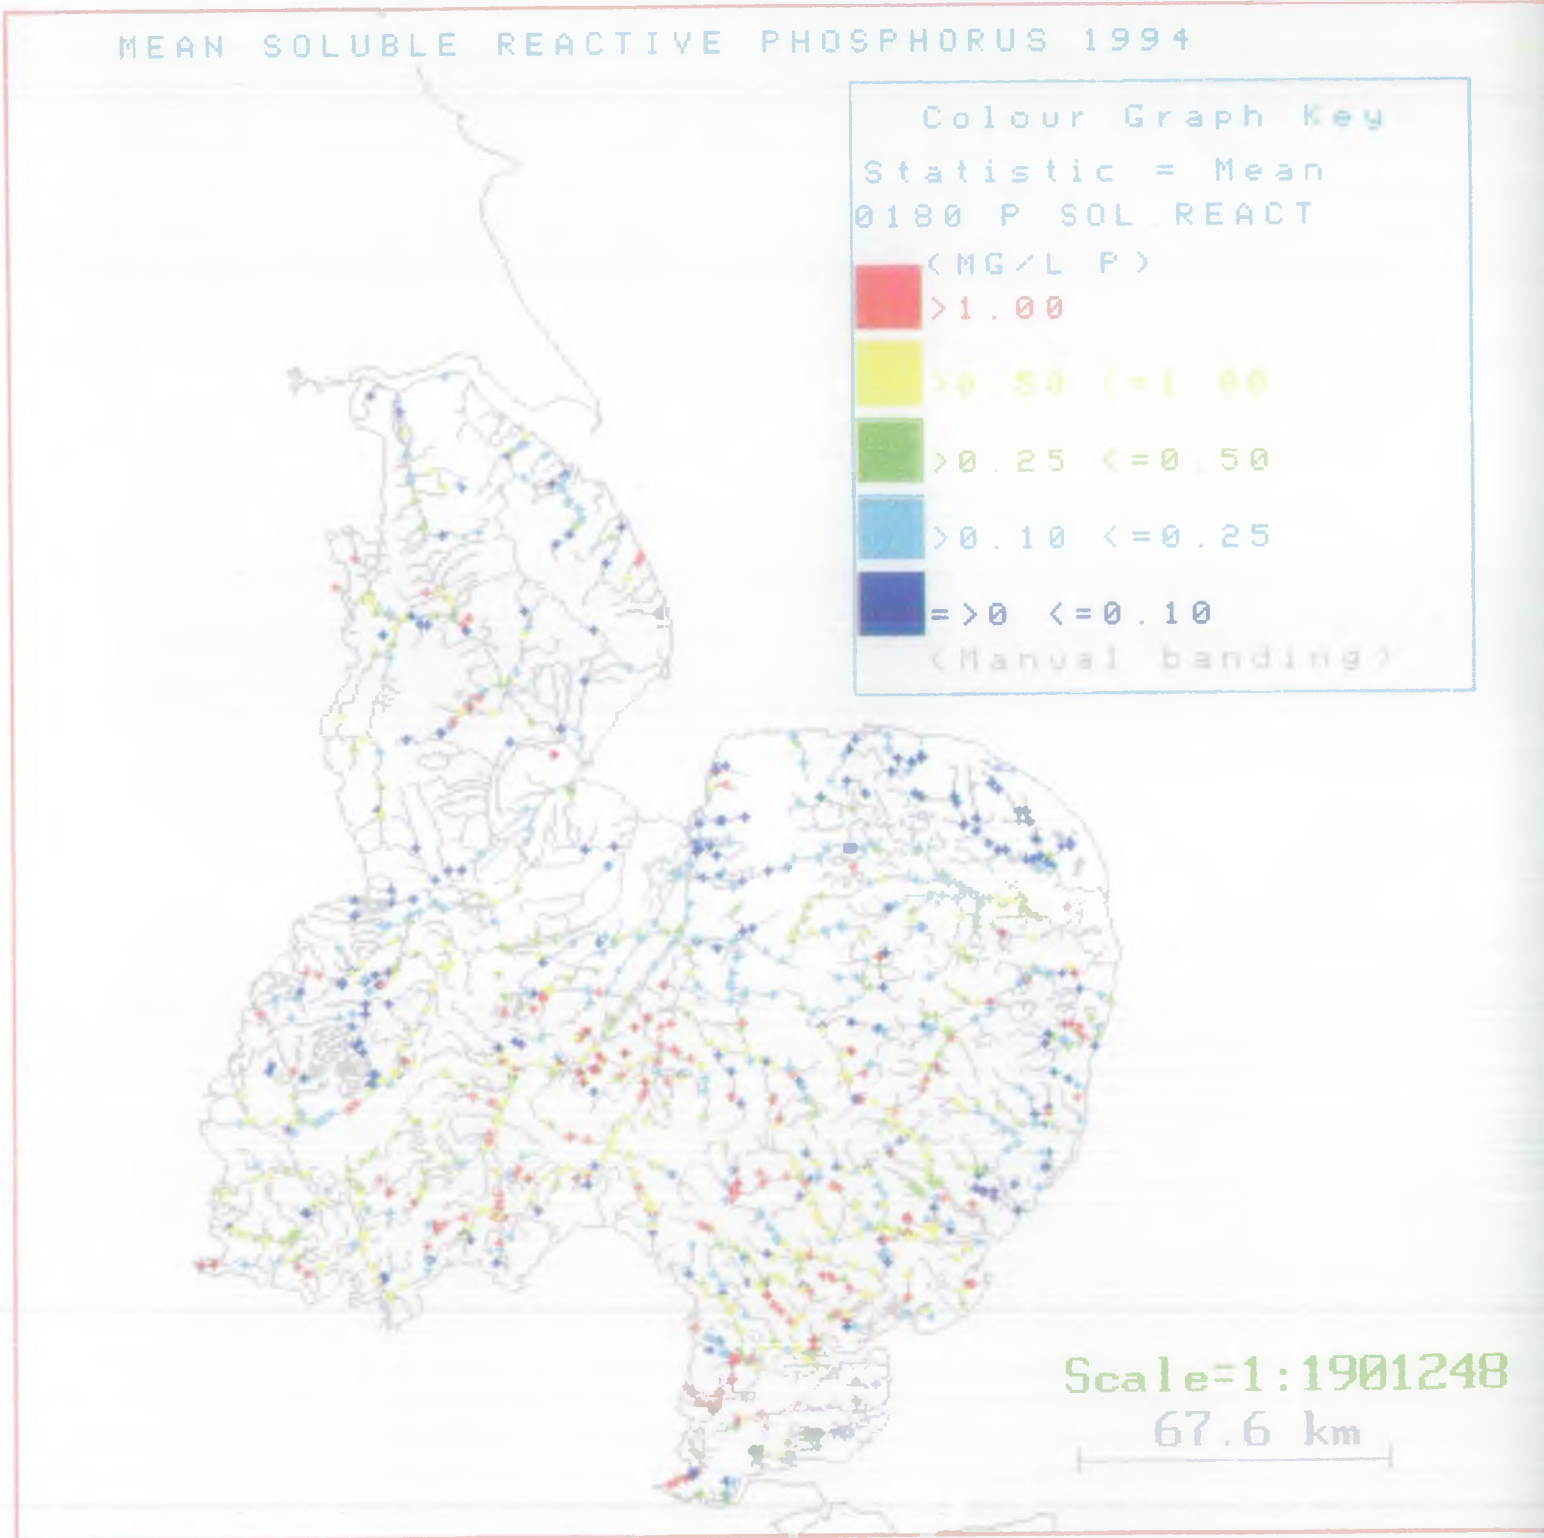 MEAN SOLUBLE REACTIVE PHOSPHORUS 1994
Colour Graph Key
Statistic = Mean
0180 P SOL.REACT
(MG/L P)
>1.00
>0.50 <=1.00
>0.25 <=0.50
>0.10 <=0.25
=>0 <=0.10
(Manual banding)
Scale=1:1901248
67.6 km